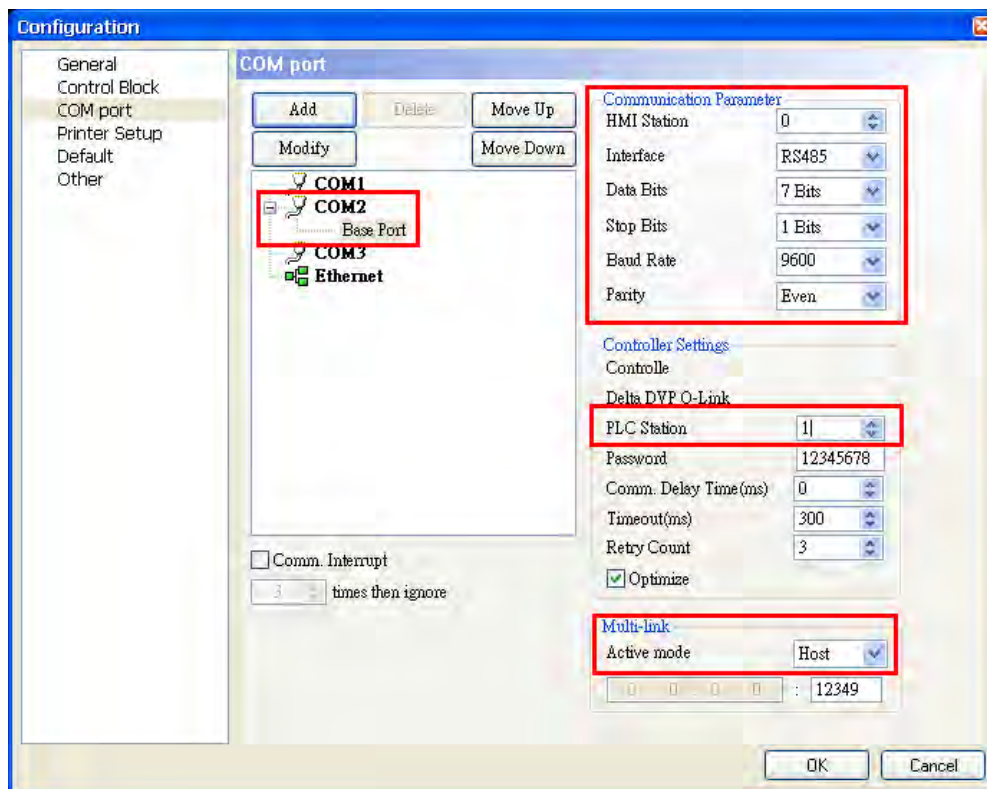 Configuration
General
Control Block
COM port
Printer Setup
Default
Other
COM port
Add
Delete
Move Up
Modify
Move Down
COM1
COM2
Base Port
COM3
Ethernet
Comm. Interrupt
3 times then ignore
Communication Parameter
HMI Station 0
Interface RS485
Data Bits 7 Bits
Stop Bits 1 Bits
Baud Rate 9600
Parity Even
Controller Settings
Controlle
Delta DVP O-Link
PLC Station 1
Password 12345678
Comm. Delay Time(ms) 0
Timeout(ms) 300
Retry Count 3
Optimize
Multi-link
Active mode Host
0 0 0 0 : 12349
OK
Cancel